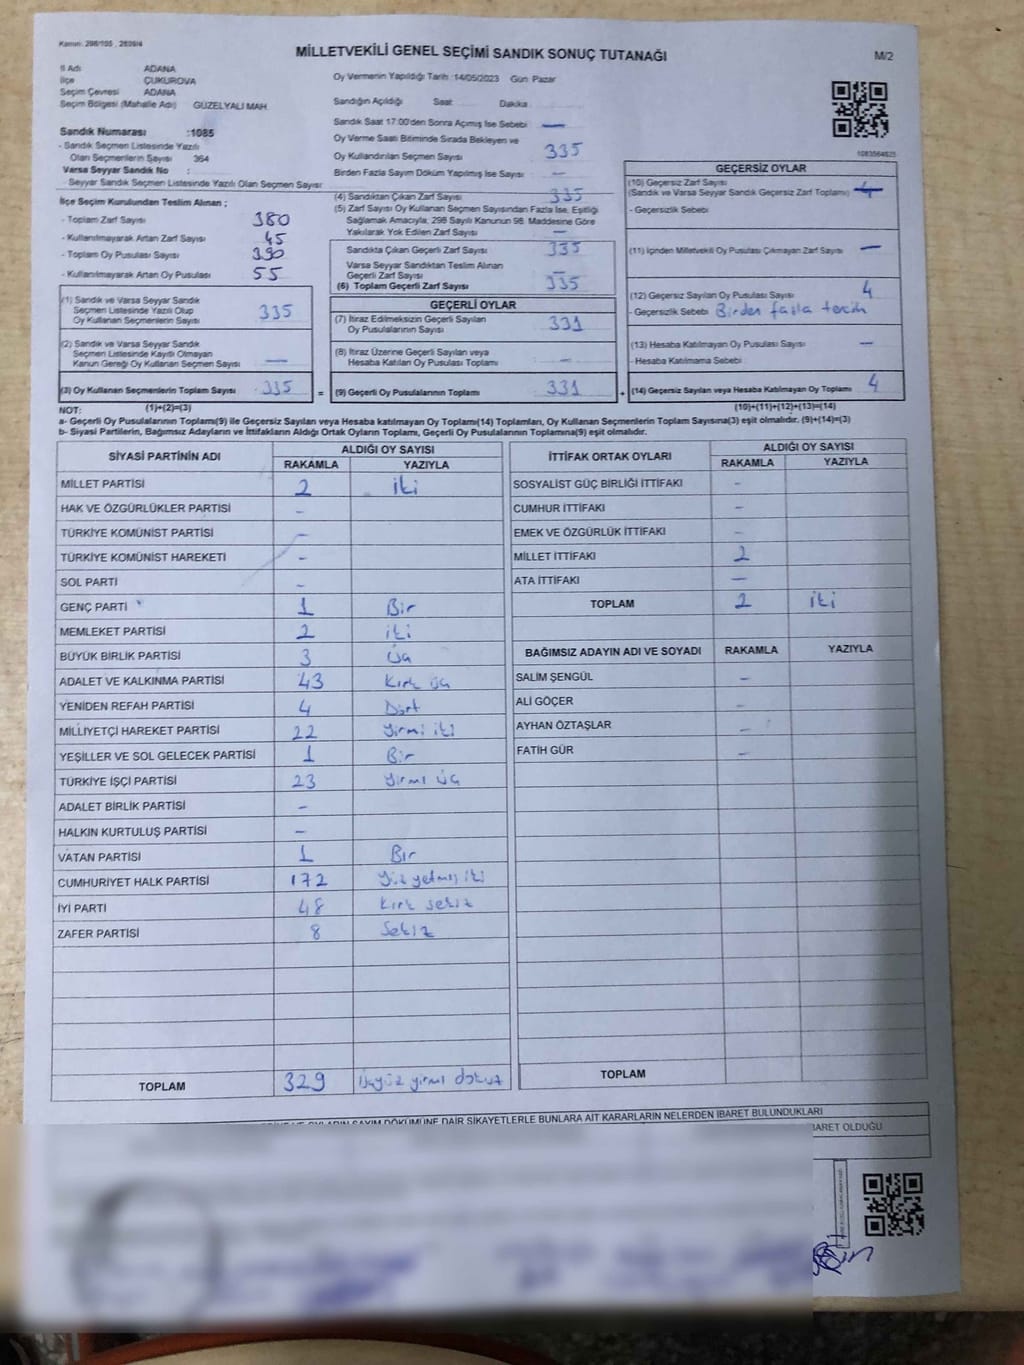 Kanun: 298/105 , 2839/4
MİLLETVEKİLİ GENEL SEÇİMİ SANDIK SONUÇ TUTANAĞI
M/2
İl Adı ADANA
İlçe ÇUKUROVA
Seçim Çevresi ADANA
Seçim Bölgesi (Mahalle Adı) GÜZELYALI MAH.
Sandık Numarası :1085
- Sandık Seçmen Listesinde Yazılı
Olan Seçmenlerin Sayısı 364
Varsa Seyyar Sandık No :
Seyyar Sandık Seçmen Listesinde Yazılı Olan Seçmen Sayısı
İlçe Seçim Kurulundan Teslim Alınan ;
- Toplam Zarf Sayısı 380
- Kullanılmayarak Artan Zarf Sayısı 45
- Toplam Oy Pusulası Sayısı 390
- Kullanılmayarak Artan Oy Pusulası 55
(1) Sandık ve Varsa Seyyar Sandık
Seçmen Listesinde Yazılı Olup
Oy Kullanan Seçmenlerin Sayısı 335
(2) Sandık ve Varsa Seyyar Sandık
Seçmen Listesinde Kayıtlı Olmayan
Kanun Gereği Oy Kullanan Seçmen Sayısı —
(3) Oy Kullanan Seçmenlerin Toplam Sayısı 335 =
Oy Vermenin Yapıldığı Tarih :14/05/2023 Gün: Pazar
Sandığın Açıldığı Saat: Dakika:
Sandık Saat 17:00'den Sonra Açımış İse Sebebi —
Oy Verme Saati Bitiminde Sırada Bekleyen ve
Oy Kullandırılan Seçmen Sayısı 335
Birden Fazla Sayım Döküm Yapılmış İse Sayısı —
(4) Sandıktan Çıkan Zarf Sayısı 335
(5) Zarf Sayısı Oy Kullanan Seçmen Sayısından Fazla İse, Eşitliği
Sağlamak Amacıyla, 298 Sayılı Kanunun 98. Maddesine Göre
Yakılarak Yok Edilen Zarf Sayısı —
Sandıkta Çıkan Geçerli Zarf Sayısı 335
Varsa Seyyar Sandıktan Teslim Alınan
Geçerli Zarf Sayısı —
(6) Toplam Geçerli Zarf Sayısı 335
GEÇERLİ OYLAR
(7) İtiraz Edilmeksizin Geçerli Sayılan
Oy Pusulalarının Sayısı 331
(8) İtiraz Üzerine Geçerli Sayılan veya
Hesaba Katılan Oy Pusulası Toplamı —
(9) Geçerli Oy Pusulalarının Toplamı 331 +
1083564623
GEÇERSİZ OYLAR
(10) Geçersiz Zarf Sayısı
(Sandık ve Varsa Seyyar Sandık Geçersiz Zarf Toplamı)
- Geçersizlik Sebebi
(11) İçinden Milletvekili Oy Pusulası Çıkmayan Zarf Sayısı —
(12) Geçersiz Sayılan Oy Pusulası Sayısı 4
- Geçersizlik Sebebi Birden fazla tercih
(13) Hesaba Katılmayan Oy Pusulası Sayısı —
- Hesaba Katılmama Sebebi
(14) Geçersiz Sayılan veya Hesaba Katılmayan Oy Toplamı 4
NOT: (1)+(2)=(3) (10)+(11)+(12)+(13)=(14)
a- Geçerli Oy Pusulalarının Toplamı(9) ile Geçersiz Sayılan veya Hesaba katılmayan Oy Toplamı(14) Toplamları, Oy Kullanan Seçmenlerin Toplam Sayısına(3) eşit olmalıdır. (9)+(14)=(3)
b- Siyasi Partilerin, Bağımsız Adayların ve İttifakların Aldığı Ortak Oyların Toplamı, Geçerli Oy Pusulalarının Toplamına(9) eşit olmalıdır.
SİYASİ PARTİNİN ADI ALDIĞI OY SAYISI
RAKAMLA YAZIYLA
MİLLET PARTİSİ 2 iki
HAK VE ÖZGÜRLÜKLER PARTİSİ -
TÜRKİYE KOMÜNİST PARTİSİ -
TÜRKİYE KOMÜNİST HAREKETİ -
SOL PARTİ -
GENÇ PARTİ 1 Bir
MEMLEKET PARTİSİ 2 iki
BÜYÜK BİRLİK PARTİSİ 3 Üç
ADALET VE KALKINMA PARTİSİ 43 Kırk üç
YENİDEN REFAH PARTİSİ 4 Dört
MİLLİYETÇİ HAREKET PARTİSİ 22 yirmi iki
YEŞİLLER VE SOL GELECEK PARTİSİ 1 Bir
TÜRKİYE İŞÇİ PARTİSİ 23 Yirmi üç
ADALET BİRLİK PARTİSİ -
HALKIN KURTULUŞ PARTİSİ -
VATAN PARTİSİ 1 Bir
CUMHURİYET HALK PARTİSİ 172 yüz yetmiş iki
İYİ PARTİ 48 Kırk sekiz
ZAFER PARTİSİ 8 Sekiz
TOPLAM 329 Üçyüz yirmi dokuz
İTTİFAK ORTAK OYLARI ALDIĞI OY SAYISI
RAKAMLA YAZIYLA
SOSYALİST GÜÇ BİRLİĞİ İTTİFAKI -
CUMHUR İTTİFAKI -
EMEK VE ÖZGÜRLÜK İTTİFAKI -
MİLLET İTTİFAKI 2
ATA İTTİFAKI —
TOPLAM 2 iki
BAĞIMSIZ ADAYIN ADI VE SOYADI RAKAMLA YAZIYLA
SALİM ŞENGÜL -
ALİ GÖÇER -
AYHAN ÖZTAŞLAR -
FATİH GÜR -
TOPLAM
OYLARIN SAYIM DÖKÜMÜNE DAİR ŞİKAYETLERLE BUNLARA AİT KARARLARIN NELERDEN İBARET BULUNDUKLARI
İBARET OLDUĞU